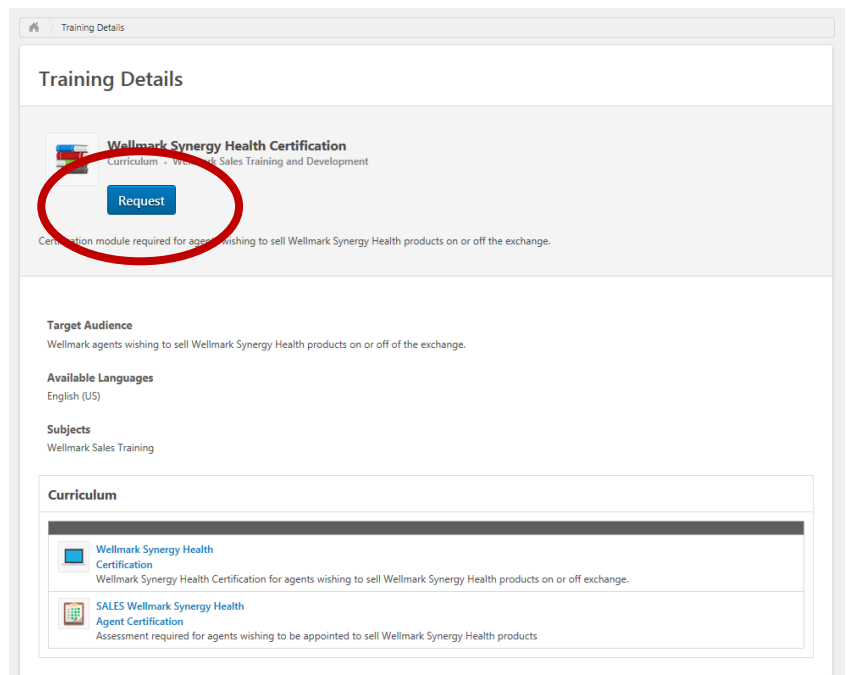 Training Details
Training Details
Wellmark Synergy Health Certification
Curriculum • Wellmark Sales Training and Development
Request
Certification module required for agents wishing to sell Wellmark Synergy Health products on or off the exchange.
Target Audience
Wellmark agents wishing to sell Wellmark Synergy Health products on or off of the exchange.
Available Languages
English (US)
Subjects
Wellmark Sales Training
Curriculum
Wellmark Synergy Health
Certification
Wellmark Synergy Health Certification for agents wishing to sell Wellmark Synergy Health products on or off exchange.
SALES Wellmark Synergy Health
Agent Certification
Assessment required for agents wishing to be appointed to sell Wellmark Synergy Health products